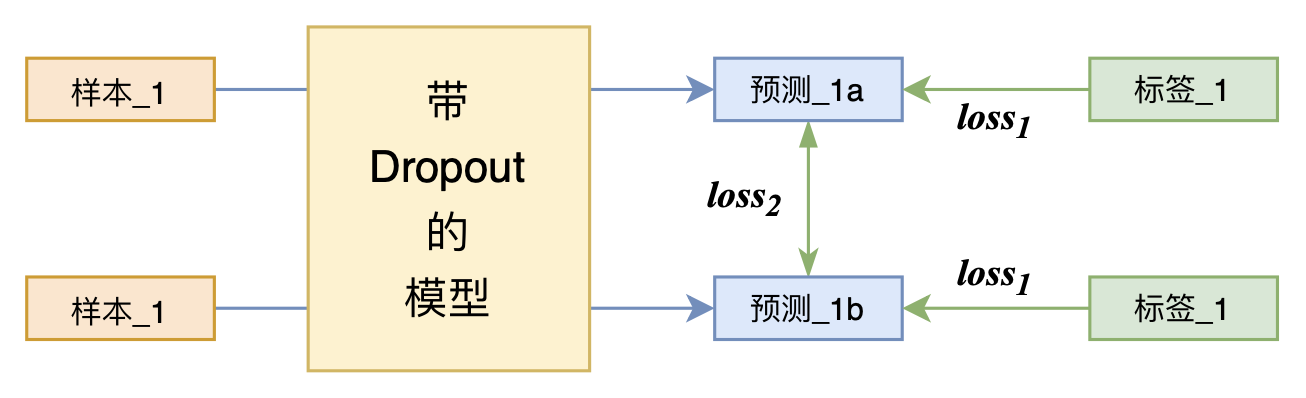 样本_1
带
Dropout
的
模型
预测_1a
loss1
标签_1
loss2
样本_1
预测_1b
loss1
标签_1